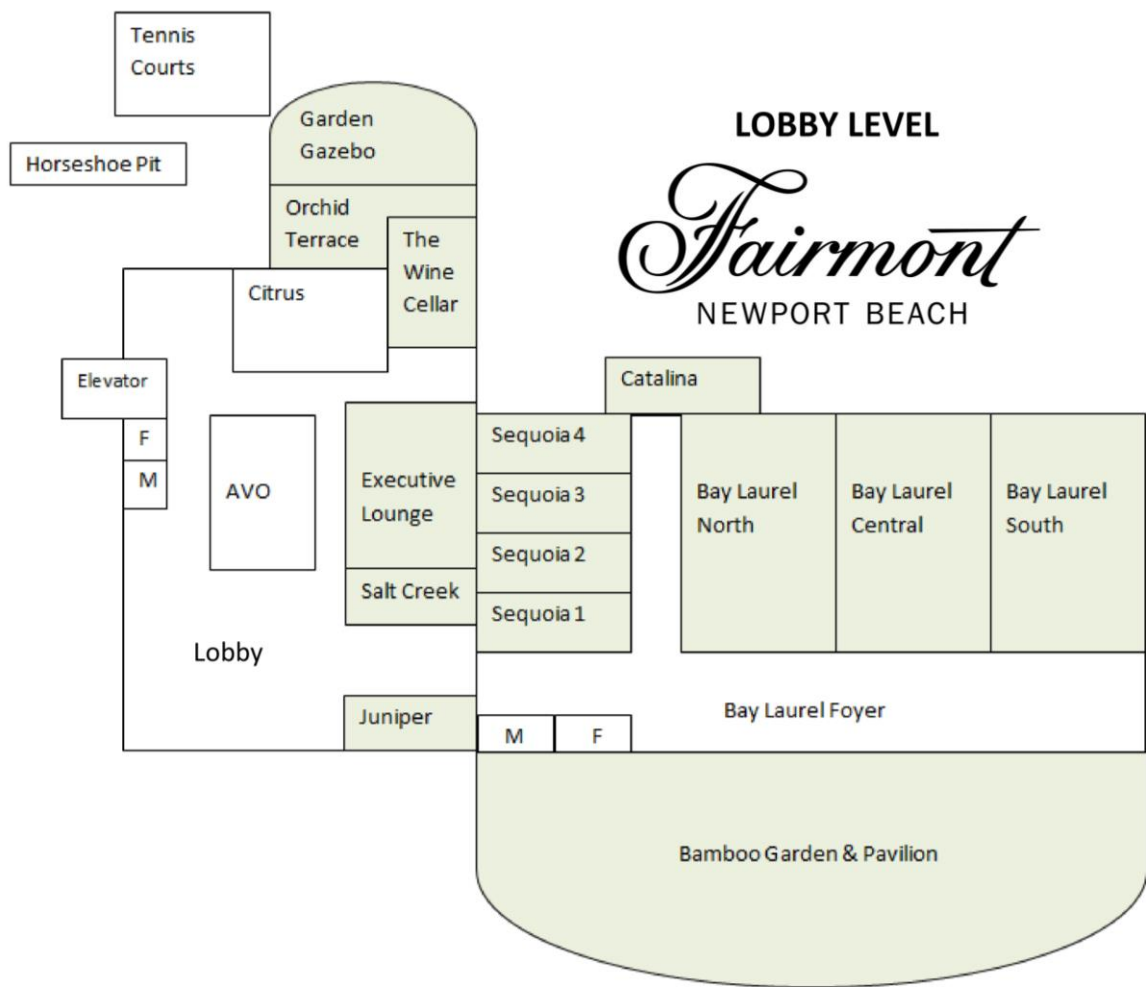 Tennis
Courts
Horseshoe Pit
Garden
Gazebo
LOBBY LEVEL
Fairmont
NEWPORT BEACH
Orchid
Terrace
The
Wine
Cellar
Citrus
Elevator
F
M
AVO
Executive
Lounge
Salt Creek
Lobby
Juniper
Catalina
Sequoia 4
Sequoia 3
Sequoia 2
Sequoia 1
Bay Laurel
North
Bay Laurel
Central
Bay Laurel
South
Bay Laurel Foyer
M
F
Bamboo Garden & Pavilion